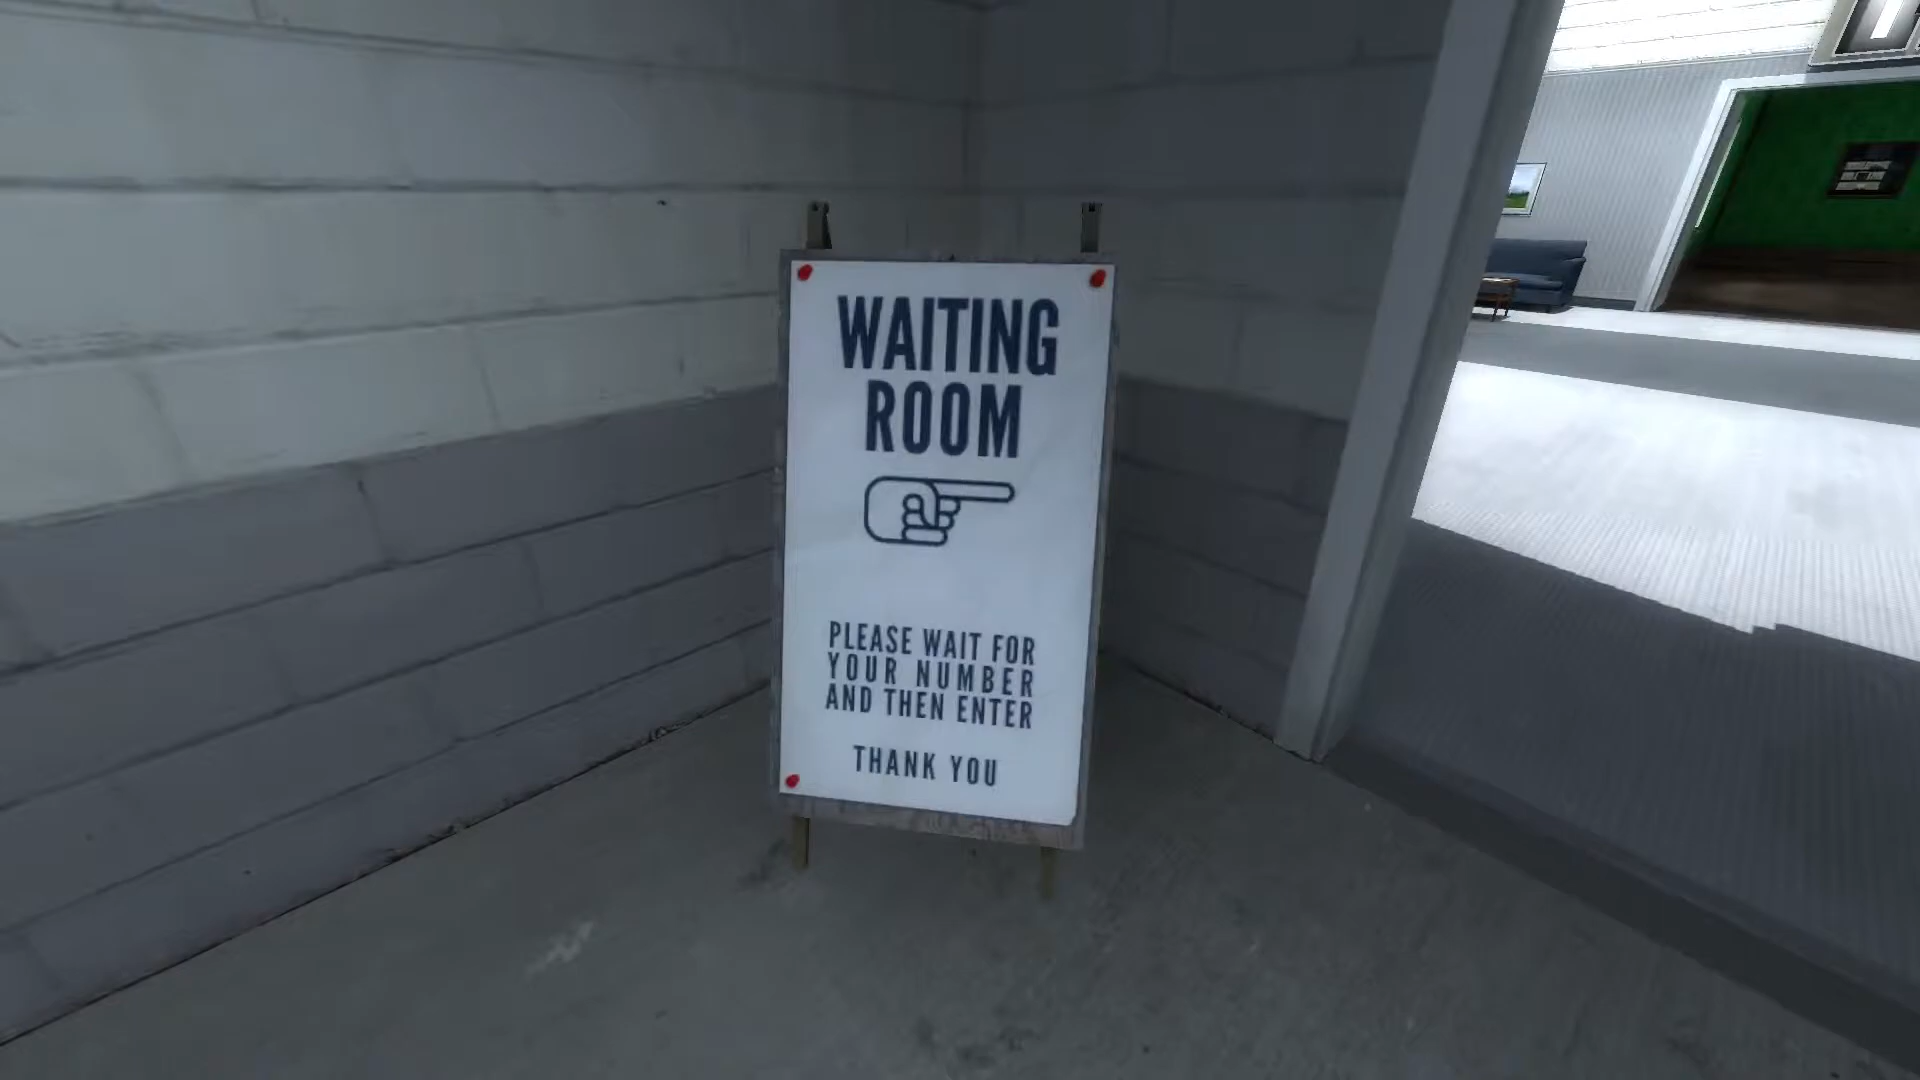 WAITING
ROOM
PLEASE WAIT FOR
YOUR NUMBER
AND THEN ENTER
THANK YOU